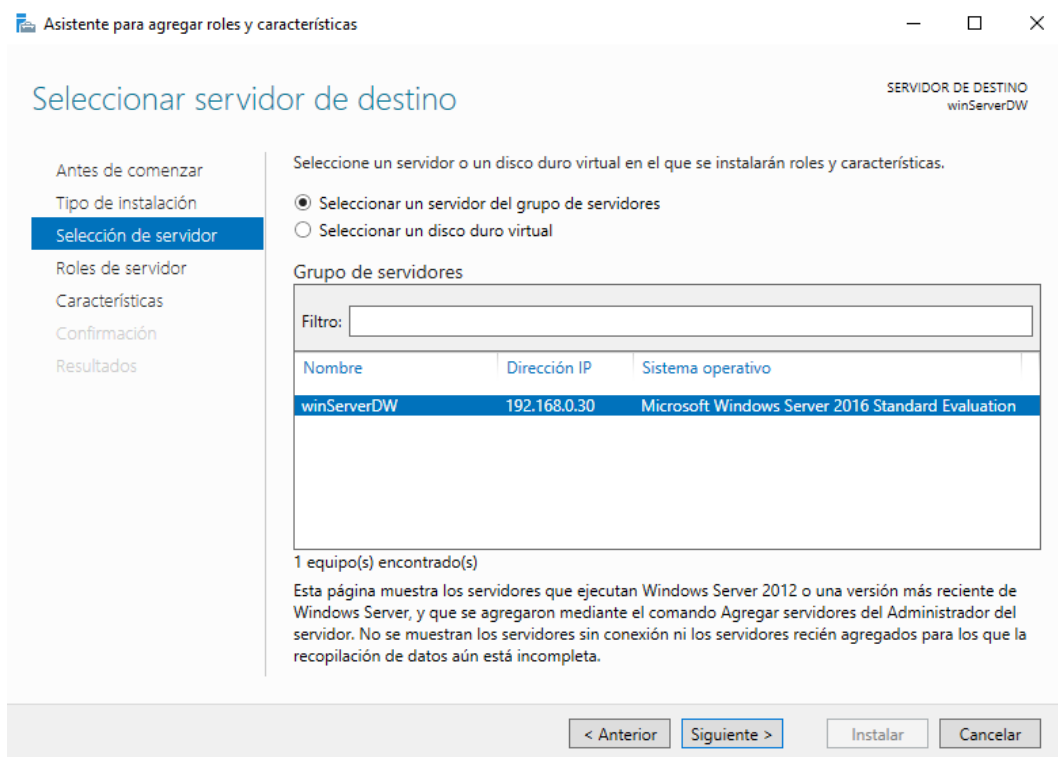 Asistente para agregar roles y características
Seleccionar servidor de destino
SERVIDOR DE DESTINO
winServerDW
Antes de comenzar
Tipo de instalación
Selección de servidor
Roles de servidor
Características
Confirmación
Resultados
Seleccione un servidor o un disco duro virtual en el que se instalarán roles y características.
Seleccionar un servidor del grupo de servidores
Seleccionar un disco duro virtual
Grupo de servidores
Filtro:
Nombre Dirección IP Sistema operativo
winServerDW 192.168.0.30 Microsoft Windows Server 2016 Standard Evaluation
1 equipo(s) encontrado(s)
Esta página muestra los servidores que ejecutan Windows Server 2012 o una versión más reciente de
Windows Server, y que se agregaron mediante el comando Agregar servidores del Administrador del
servidor. No se muestran los servidores sin conexión ni los servidores recién agregados para los que la
recopilación de datos aún está incompleta.
< Anterior Siguiente > Instalar Cancelar